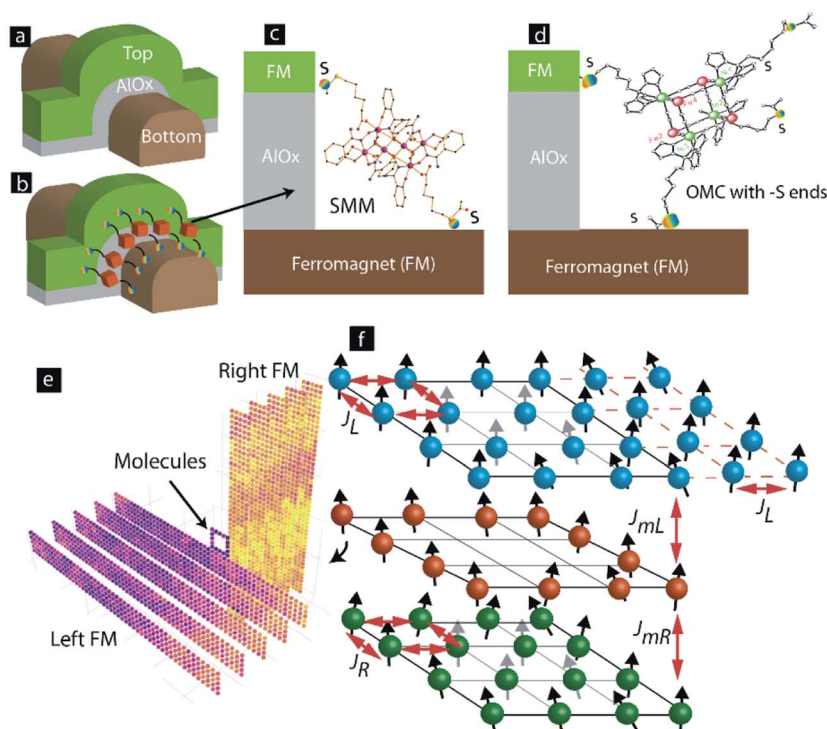 a
Top
AlOx
Bottom
b
c
FM
S
AlOx
SMM
S
Ferromagnet (FM)
d
FM
S
AlOx
S
S
OMC with -S ends
Ferromagnet (FM)
e
Right FM
Molecules
Left FM
f
J_L
J_L
J_mL
J_mR
J_R